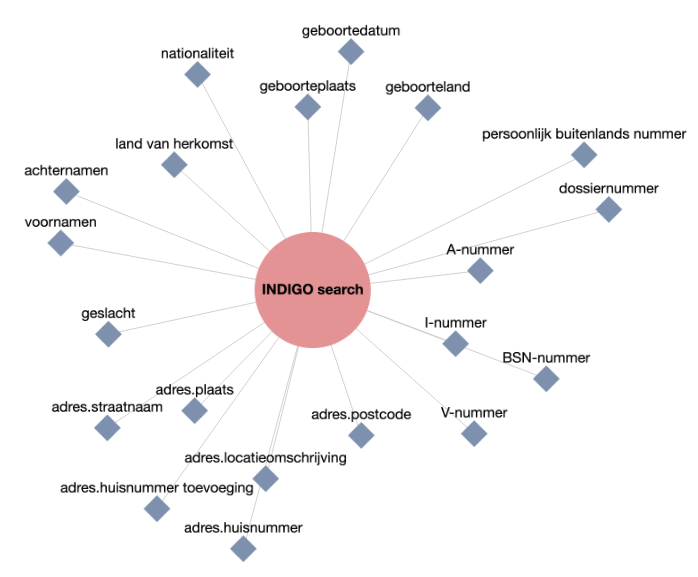 geboortedatum
nationaliteit
geboorteplaats
geboorteland
persoonlijk buitenlands nummer
land van herkomst
achternamen
dossiernummer
voornamen
A-nummer
INDIGO search
geslacht
I-nummer
BSN-nummer
adres.plaats
adres.straatnaam
adres.postcode
V-nummer
adres.locatieomschrijving
adres.huisnummer toevoeging
adres.huisnummer